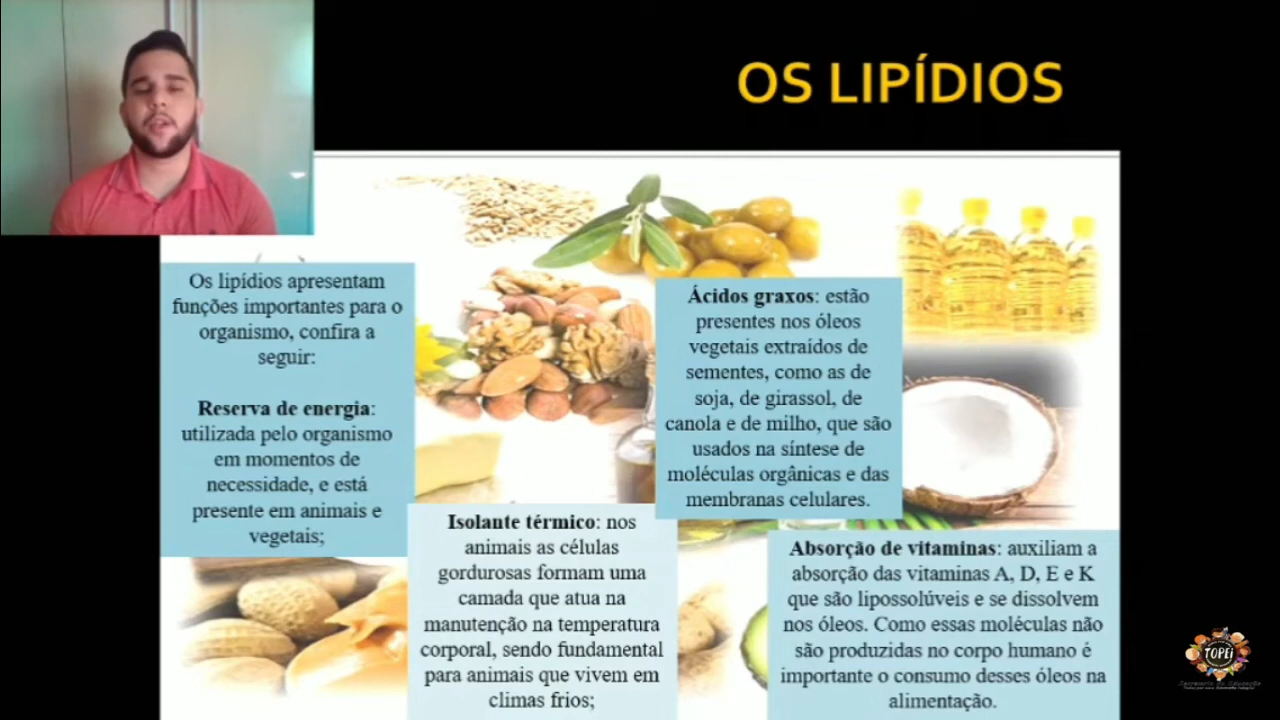 OS LIPÍDIOS
Os lipídios apresentam
funções importantes para o
organismo, confira a
seguir:
Reserva de energia:
utilizada pelo organismo
em momentos de
necessidade, e está
presente em animais e
vegetais;
Isolante térmico: nos
animais as células
gordurosas formam uma
camada que atua na
manutenção na temperatura
corporal, sendo fundamental
para animais que vivem em
climas frios;
Ácidos graxos: estão
presentes nos óleos
vegetais extraídos de
sementes, como as de
soja, de girassol, de
canola e de milho, que são
usados na síntese de
moléculas orgânicas e das
membranas celulares.
Absorção de vitaminas: auxiliam a
absorção das vitaminas A, D, E e K
que são lipossolúveis e se dissolvem
nos óleos. Como essas moléculas não
são produzidas no corpo humano é
importante o consumo desses óleos na
alimentação.
TOPEI
Secretaria da Educação